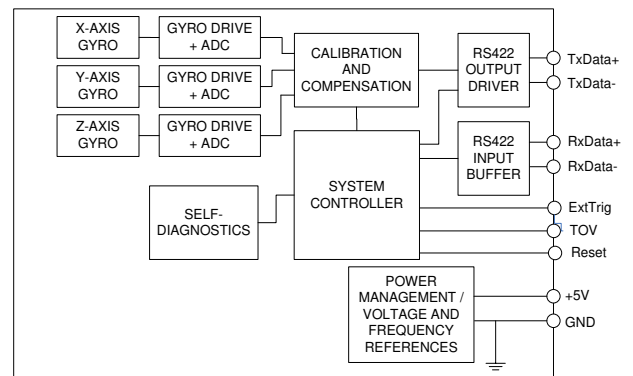 X-AXIS
GYRO
GYRO DRIVE
+ ADC
Y-AXIS
GYRO
GYRO DRIVE
+ ADC
Z-AXIS
GYRO
GYRO DRIVE
+ ADC
CALIBRATION
AND
COMPENSATION
RS422
OUTPUT
DRIVER
TxData+
TxData-
RS422
INPUT
BUFFER
RxData+
RxData-
SELF-
DIAGNOSTICS
SYSTEM
CONTROLLER
ExtTrig
TOV
Reset
POWER
MANAGEMENT /
VOLTAGE AND
FREQUENCY
REFERENCES
+5V
GND